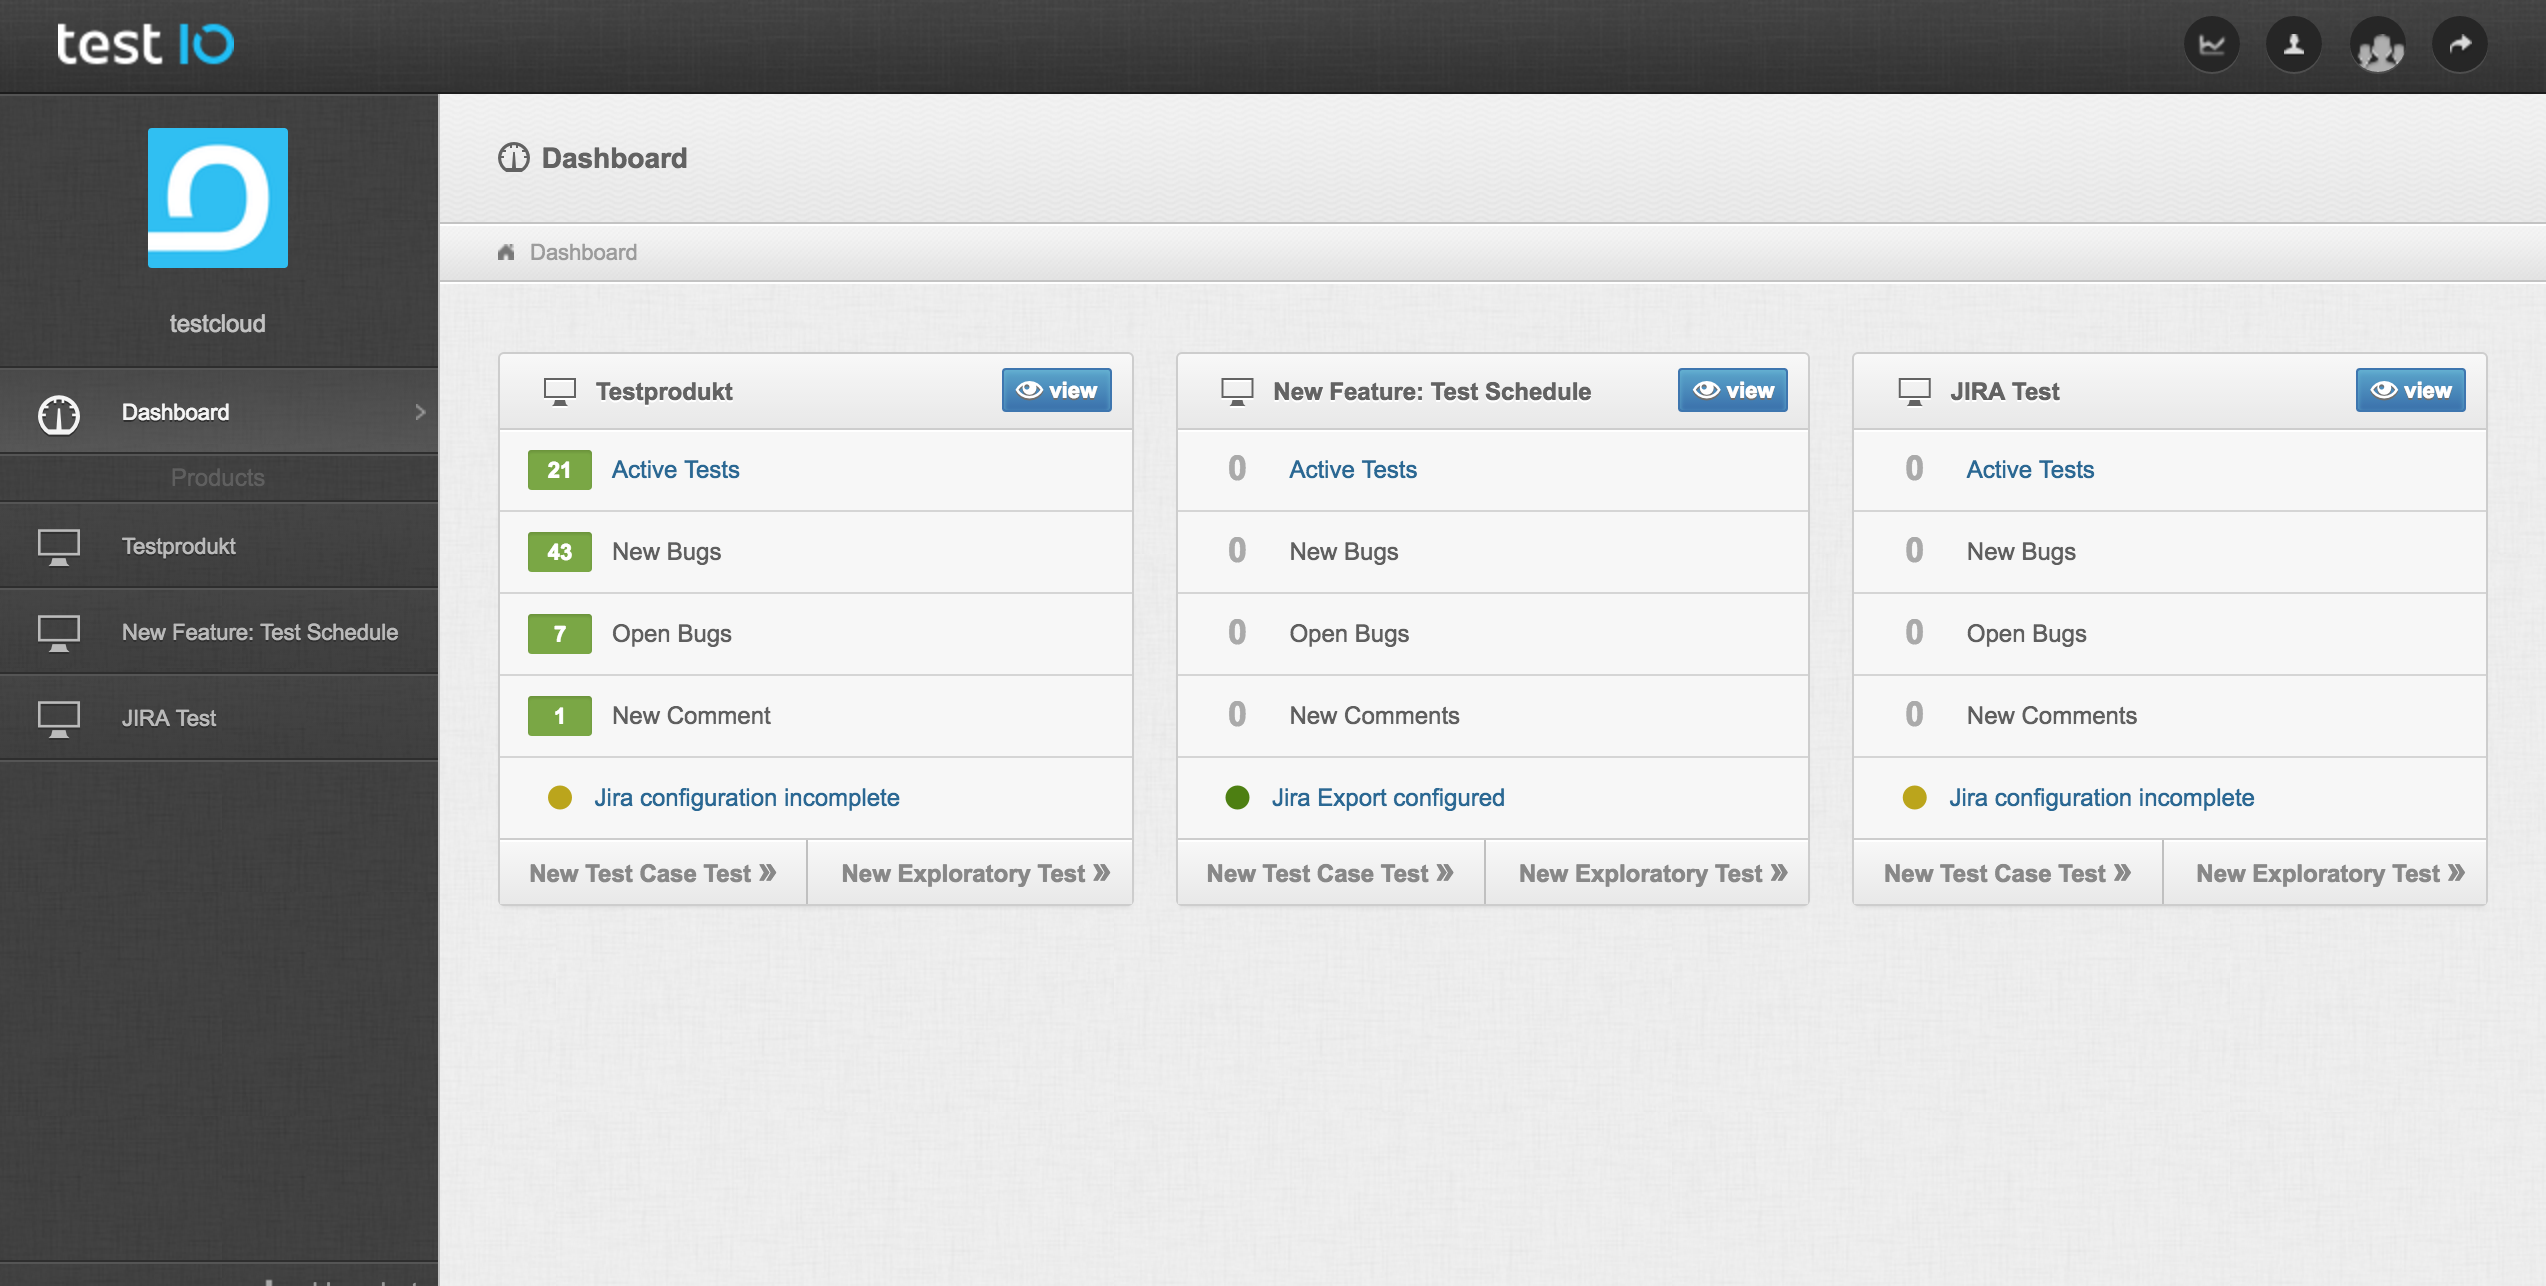 test IO
testcloud
Dashboard
Products
Testprodukt
New Feature: Test Schedule
JIRA Test
Dashboard
Dashboard
Testprodukt
view
21 Active Tests
43 New Bugs
7 Open Bugs
1 New Comment
Jira configuration incomplete
New Test Case Test »
New Exploratory Test »
New Feature: Test Schedule
view
0 Active Tests
0 New Bugs
0 Open Bugs
0 New Comments
Jira Export configured
New Test Case Test »
New Exploratory Test »
JIRA Test
view
0 Active Tests
0 New Bugs
0 Open Bugs
0 New Comments
Jira configuration incomplete
New Test Case Test »
New Exploratory Test »